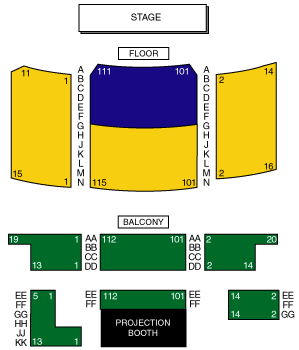 STAGE
FLOOR
11 1 A 111 101 A 2 14
B B
C C
D D
E E
F F
G G
H H
J J
K K
L L
M M
15 1 N 115 101 N 2 16
BALCONY
19 1 AA 112 101 AA 2 20
BB BB
CC CC
13 1 DD DD 2 14
5 1 EE 112 101 EE 14 2 EE
FF FF FF
GG 14 2 GG
HH PROJECTION
JJ BOOTH
13 1 KK